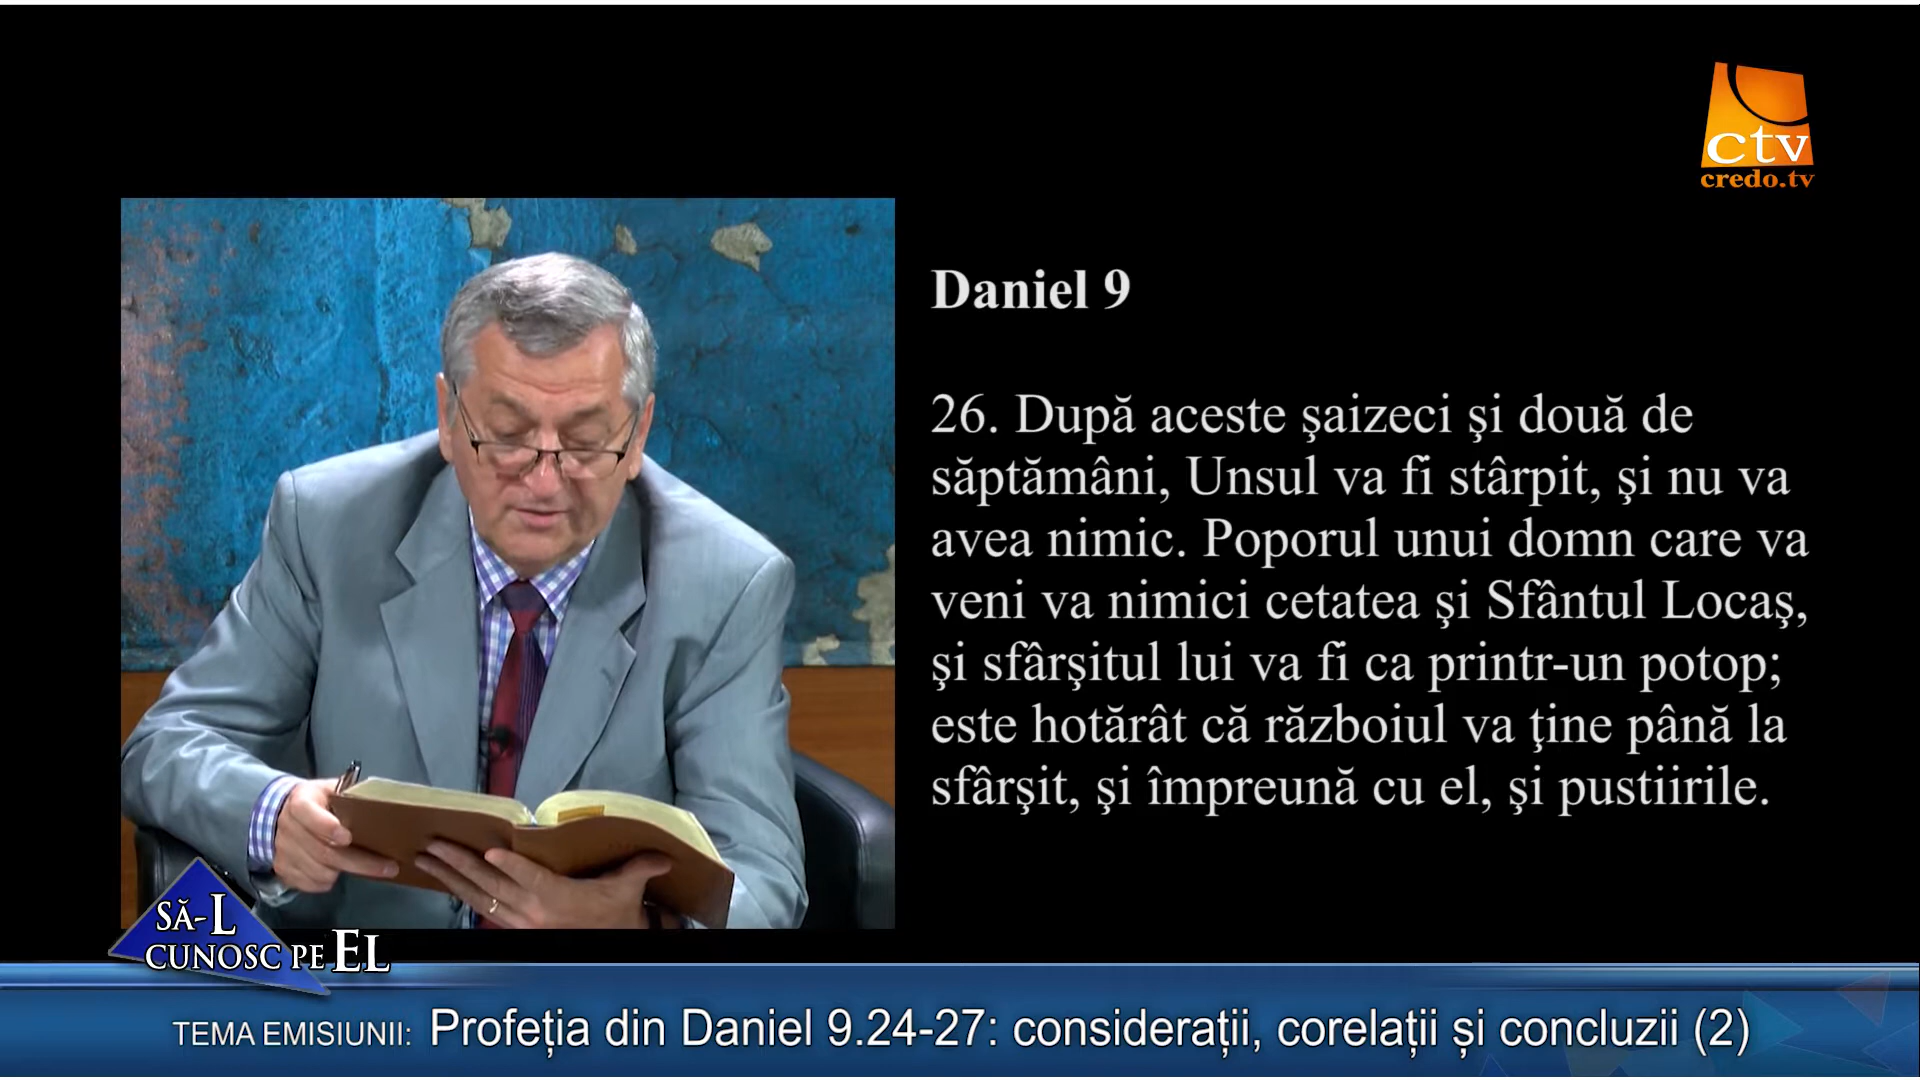 ctv
credo.tv
Daniel 9
26. După aceste şaizeci şi două de
săptămâni, Unsul va fi stârpit, şi nu va
avea nimic. Poporul unui domn care va
veni va nimici cetatea şi Sfântul Locaş,
şi sfârşitul lui va fi ca printr-un potop;
este hotărât că războiul va ţine până la
sfârşit, şi împreună cu el, şi pustiirile.
SĂ-L
CUNOSC PE EL
TEMA EMISIUNII: Profeția din Daniel 9.24-27: considerații, corelații și concluzii (2)